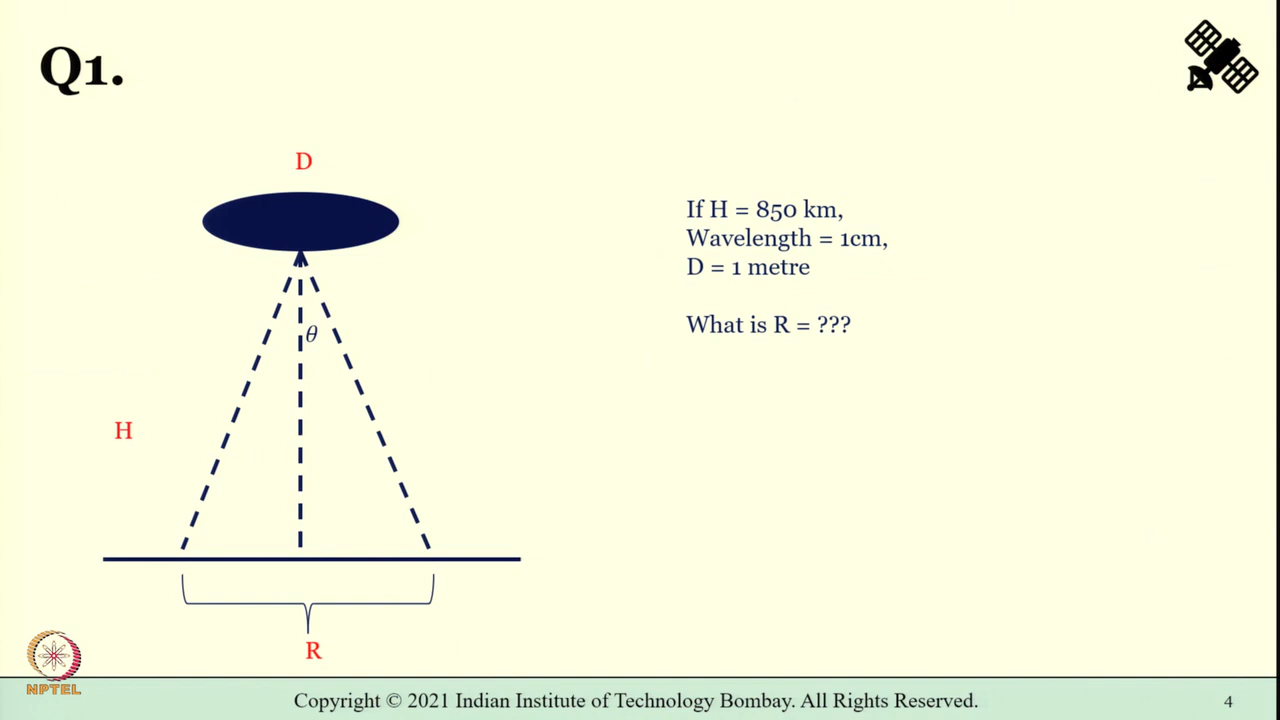 Q1.
D
If H = 850 km,
Wavelength = 1cm,
D = 1 metre
What is R = ???
θ
H
R
NPTEL
Copyright © 2021 Indian Institute of Technology Bombay. All Rights Reserved.
4